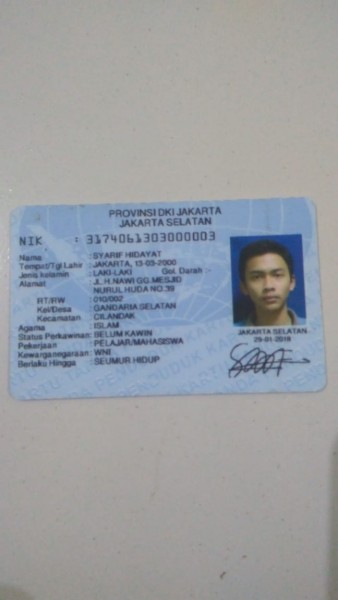 PROVINSI DKI JAKARTA
JAKARTA SELATAN
NIK : 3174061303000003
Nama : SYARIF HIDAYAT
Tempat/Tgl Lahir : JAKARTA, 13-03-2000
Jenis kelamin : LAKI-LAKI Gol. Darah :-
Alamat : JL. H.NAWI GG.MESJID
NURUL HUDA NO.39
RT/RW : 010/002
Kel/Desa : GANDARIA SELATAN
Kecamatan : CILANDAK
Agama : ISLAM
Status Perkawinan: BELUM KAWIN
Pekerjaan : PELAJAR/MAHASISWA
Kewarganegaraan: WNI
Berlaku Hingga : SEUMUR HIDUP
JAKARTA SELATAN
29-01-2018